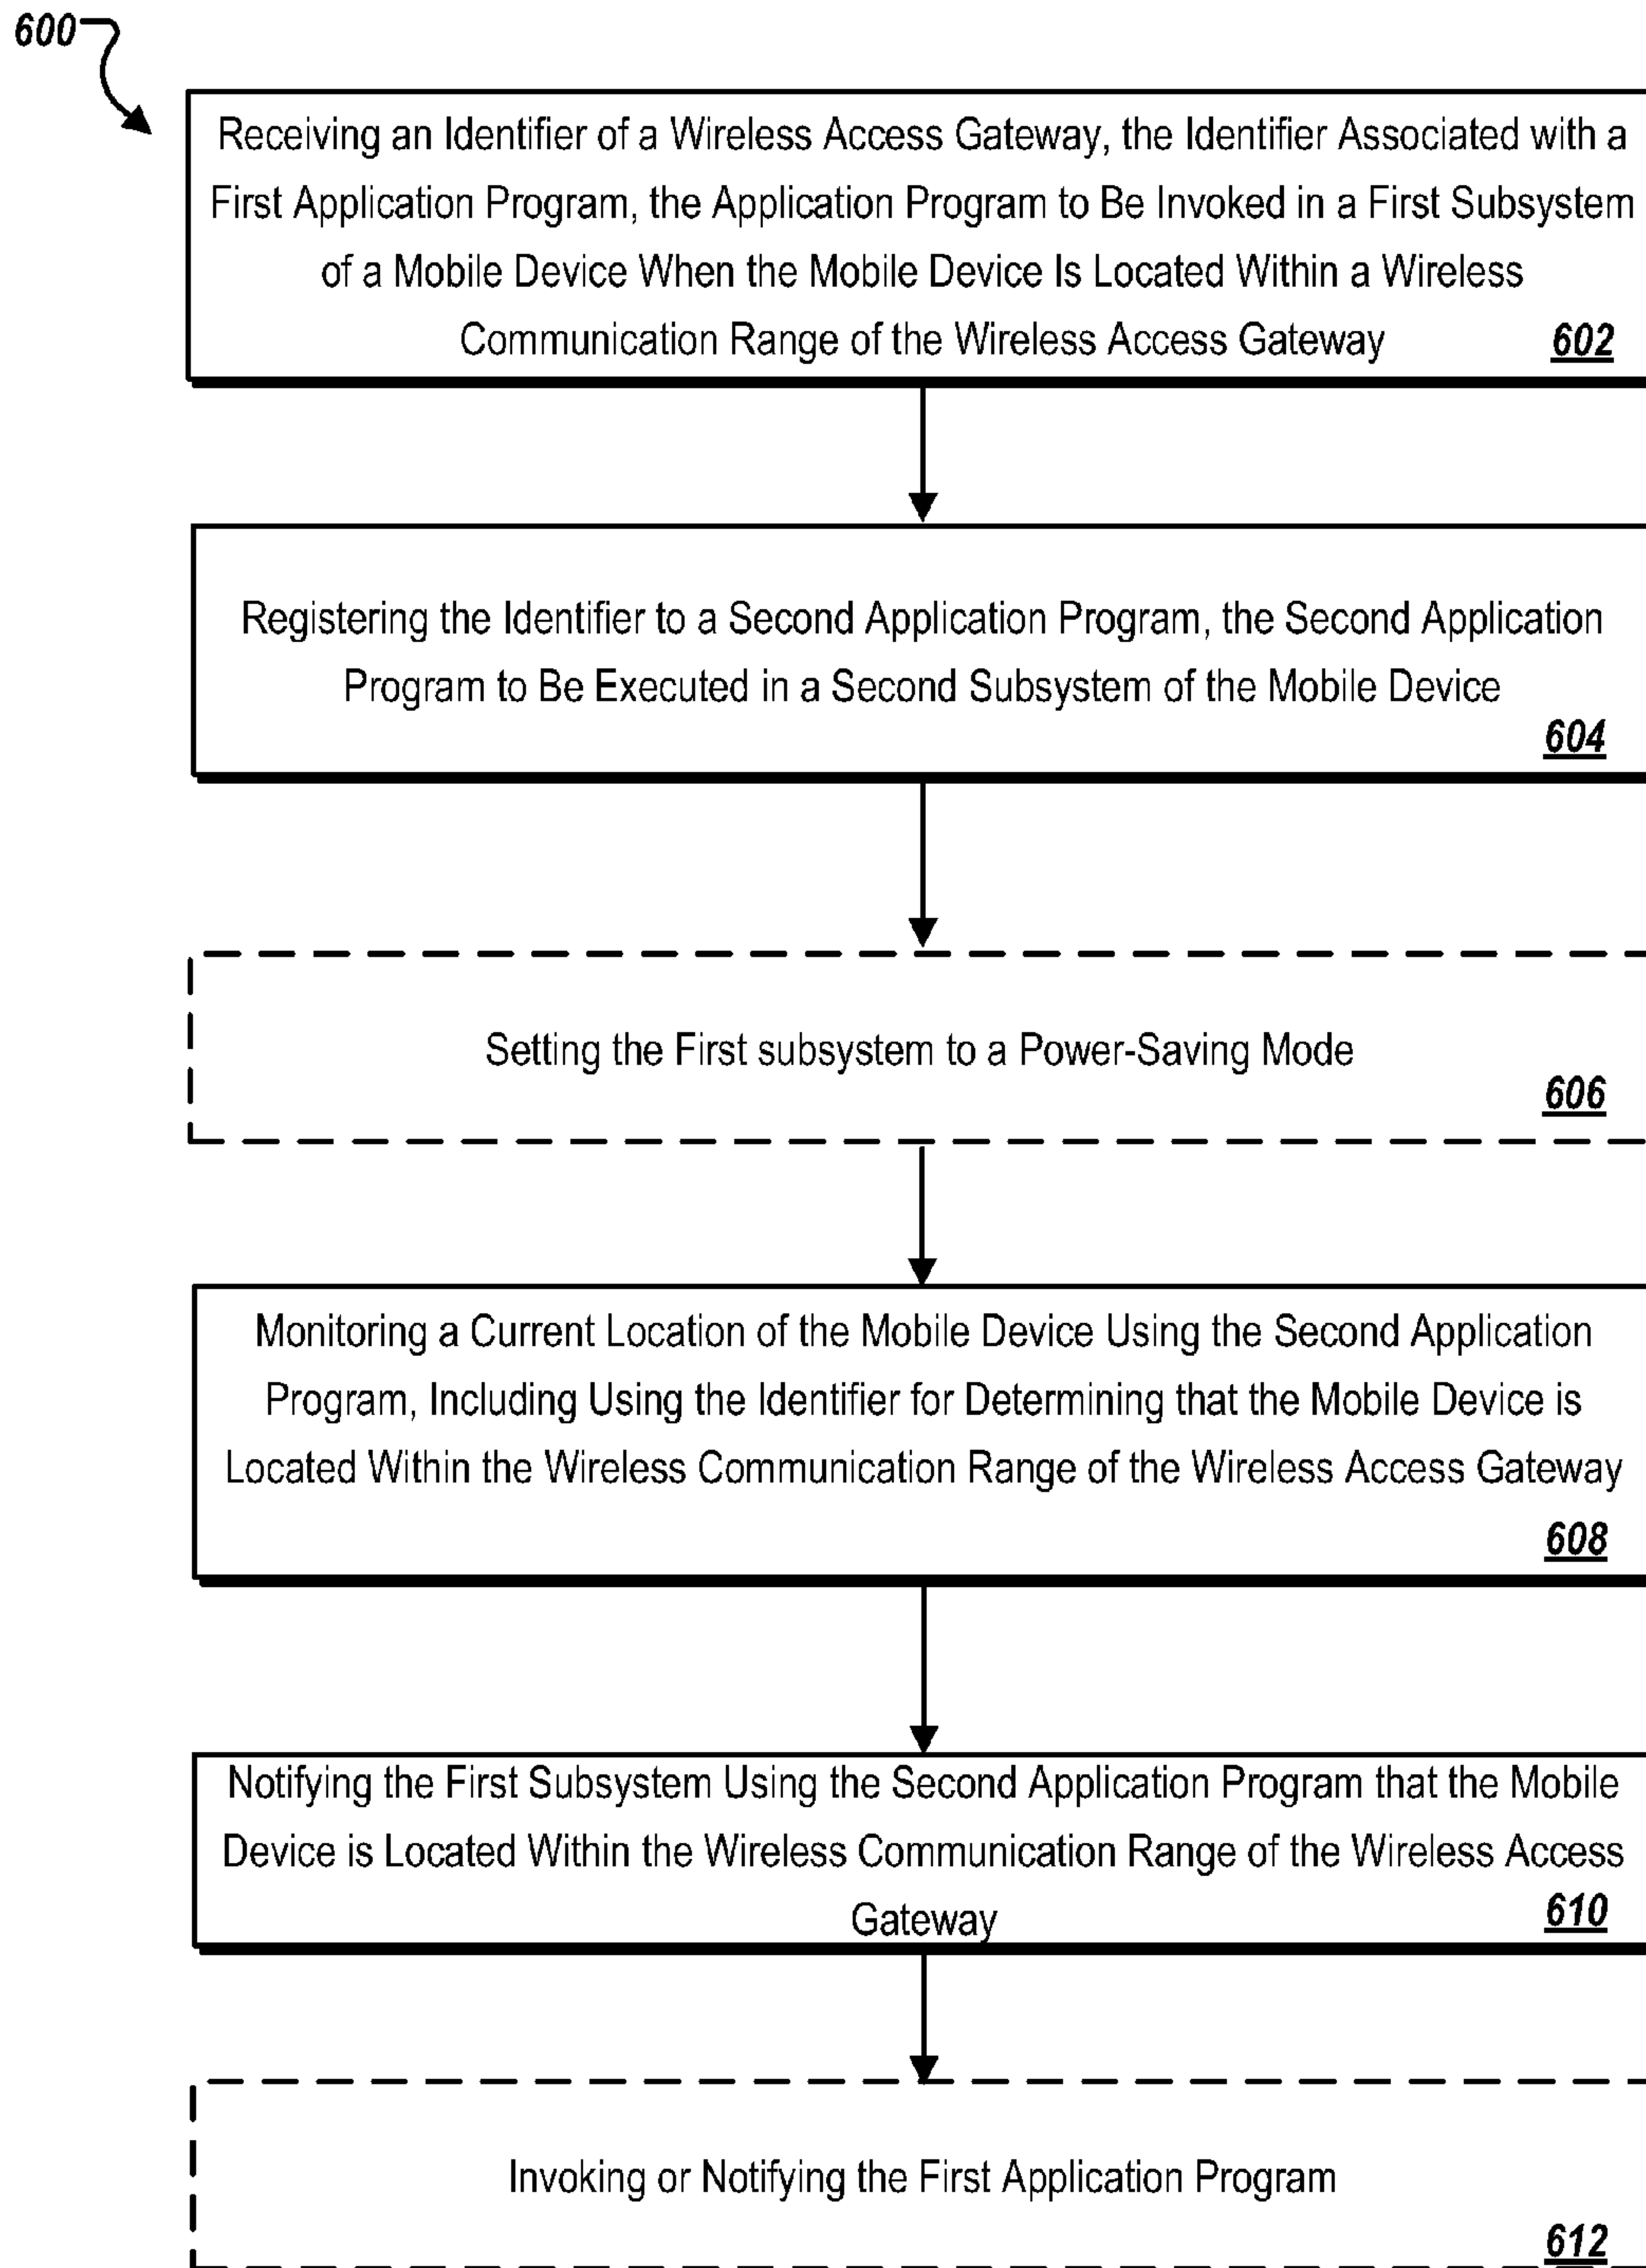 600
Receiving an Identifier of a Wireless Access Gateway, the Identifier Associated with a
First Application Program, the Application Program to Be Invoked in a First Subsystem
of a Mobile Device When the Mobile Device Is Located Within a Wireless
Communication Range of the Wireless Access Gateway
602
Registering the Identifier to a Second Application Program, the Second Application
Program to Be Executed in a Second Subsystem of the Mobile Device
604
Setting the First subsystem to a Power-Saving Mode
606
Monitoring a Current Location of the Mobile Device Using the Second Application
Program, Including Using the Identifier for Determining that the Mobile Device is
Located Within the Wireless Communication Range of the Wireless Access Gateway
608
Notifying the First Subsystem Using the Second Application Program that the Mobile
Device is Located Within the Wireless Communication Range of the Wireless Access
Gateway
610
Invoking or Notifying the First Application Program
612